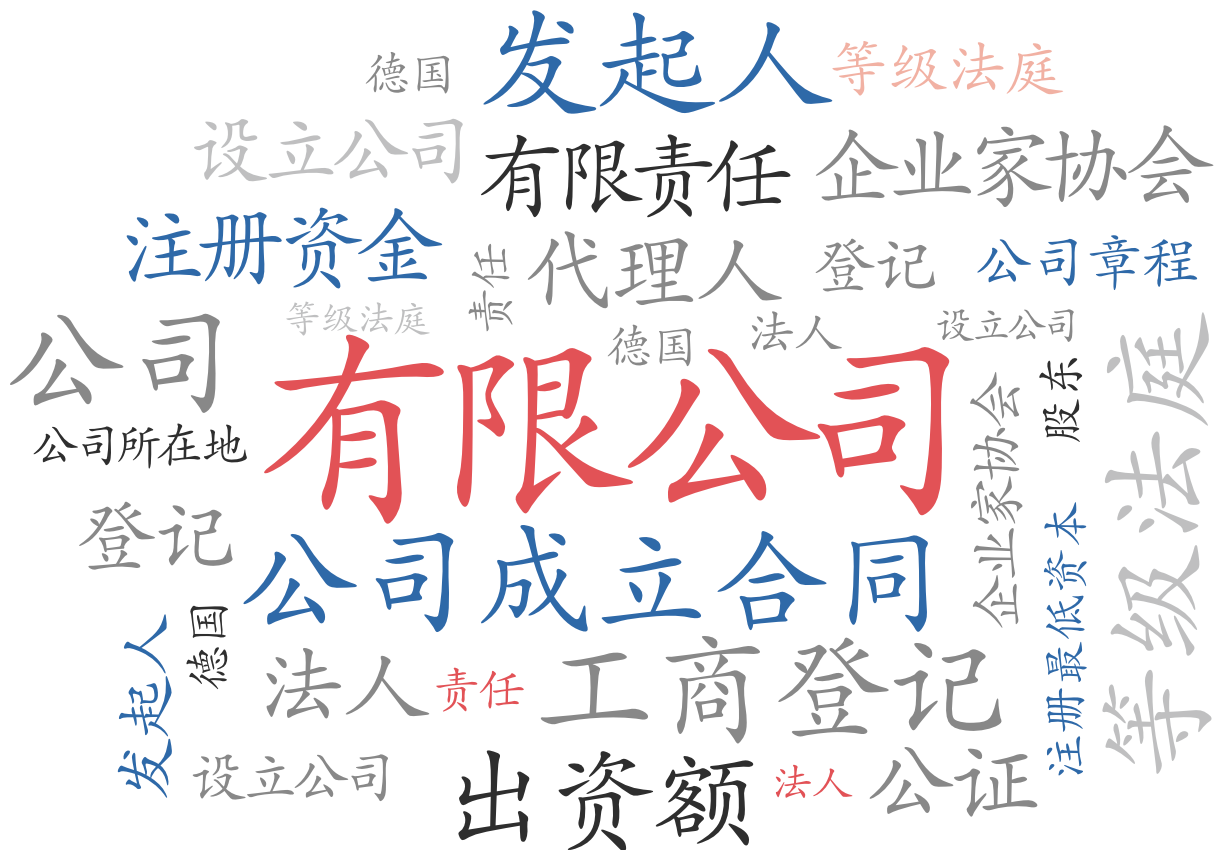 德国
发起人
等级法庭
设立公司
有限责任
企业家协会
注册资金
责任
代理人
登记
公司章程
等级法庭
德国
法人
设立公司
公司
有限公司
股东
等级法庭
公司所在地
企业家协会
登记
公司成立合同
注册最低资本
发起人
德国
法人
责任
工商登记
设立公司
出资额
法人
公证